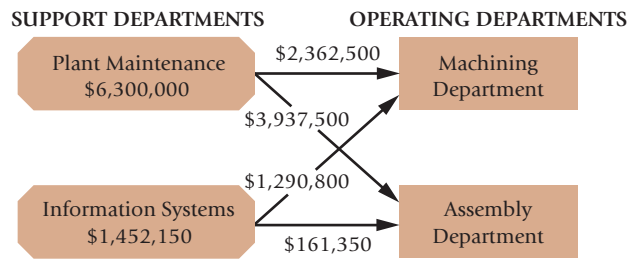 SUPPORT DEPARTMENTS
OPERATING DEPARTMENTS
Plant Maintenance
$6,300,000
$2,362,500
Machining
Department
$3,937,500
$1,290,800
Information Systems
$1,452,150
$161,350
Assembly
Department